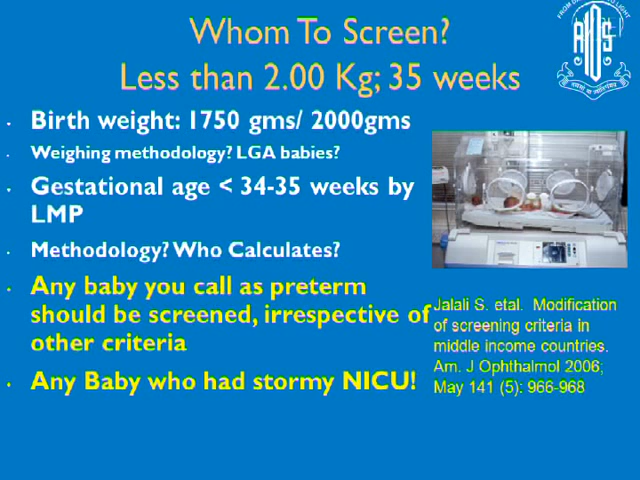 Whom To Screen?
Less than 2.00 Kg; 35 weeks
• Birth weight: 1750 gms/ 2000gms
• Weighing methodology? LGA babies?
• Gestational age < 34-35 weeks by
LMP
• Methodology? Who Calculates?
• Any baby you call as preterm
should be screened, irrespective of
other criteria
• Any Baby who had stormy NICU!
Jalali S. etal. Modification
of screening criteria in
middle income countries.
Am. J Ophthalmol 2006;
May 141 (5): 966-968